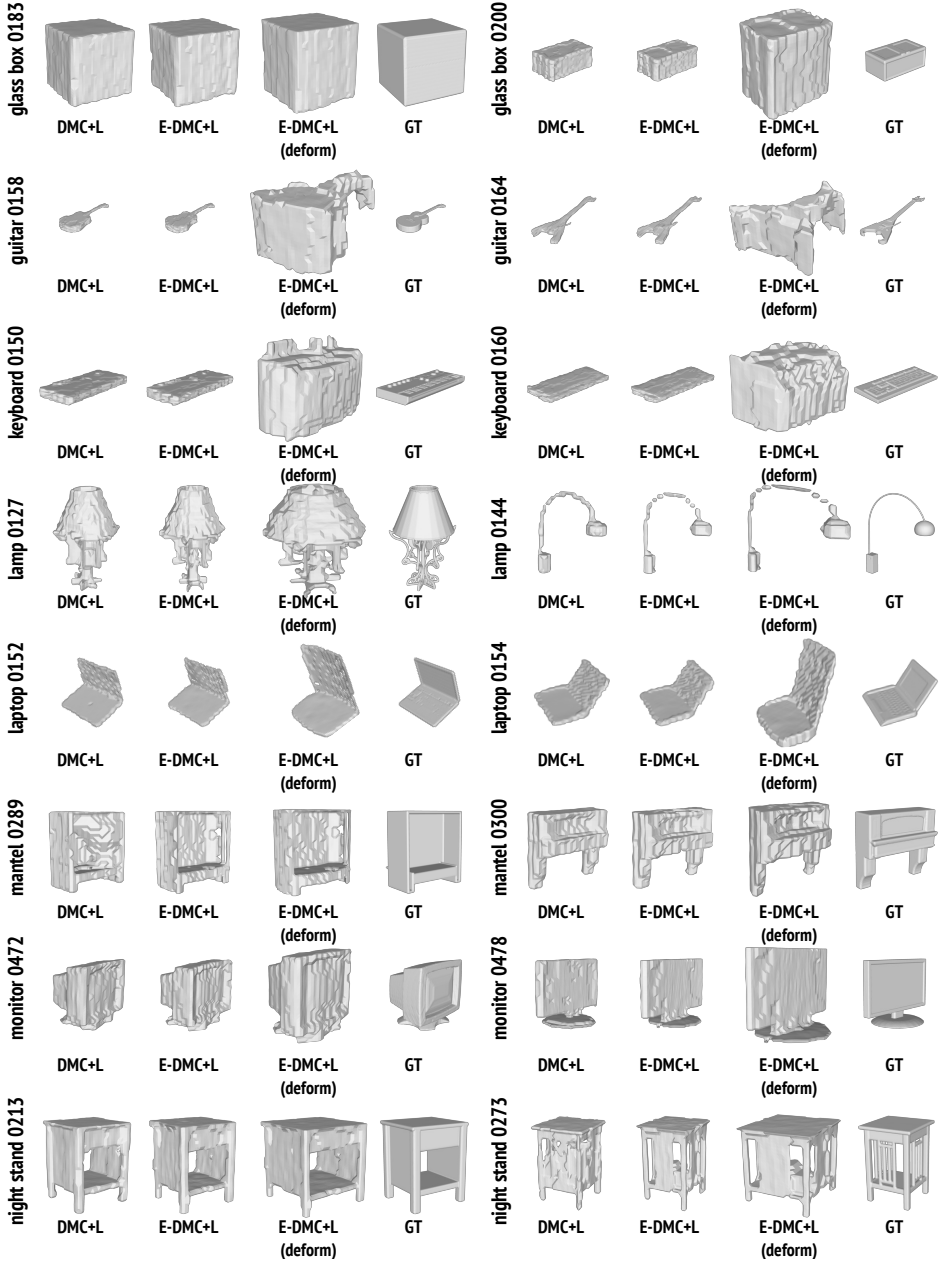 glass box 0183
DMC+L
E-DMC+L
E-DMC+L
(deform)
GT
glass box 0200
DMC+L
E-DMC+L
E-DMC+L
(deform)
GT
guitar 0158
DMC+L
E-DMC+L
E-DMC+L
(deform)
GT
guitar 0164
DMC+L
E-DMC+L
E-DMC+L
(deform)
GT
keyboard 0150
DMC+L
E-DMC+L
E-DMC+L
(deform)
GT
keyboard 0160
DMC+L
E-DMC+L
E-DMC+L
(deform)
GT
lamp 0127
DMC+L
E-DMC+L
E-DMC+L
(deform)
GT
lamp 0144
DMC+L
E-DMC+L
E-DMC+L
(deform)
GT
laptop 0152
DMC+L
E-DMC+L
E-DMC+L
(deform)
GT
laptop 0154
DMC+L
E-DMC+L
E-DMC+L
(deform)
GT
mantel 0289
DMC+L
E-DMC+L
E-DMC+L
(deform)
GT
mantel 0300
DMC+L
E-DMC+L
E-DMC+L
(deform)
GT
monitor 0472
DMC+L
E-DMC+L
E-DMC+L
(deform)
GT
monitor 0478
DMC+L
E-DMC+L
E-DMC+L
(deform)
GT
night stand 0213
DMC+L
E-DMC+L
E-DMC+L
(deform)
GT
night stand 0273
DMC+L
E-DMC+L
E-DMC+L
(deform)
GT